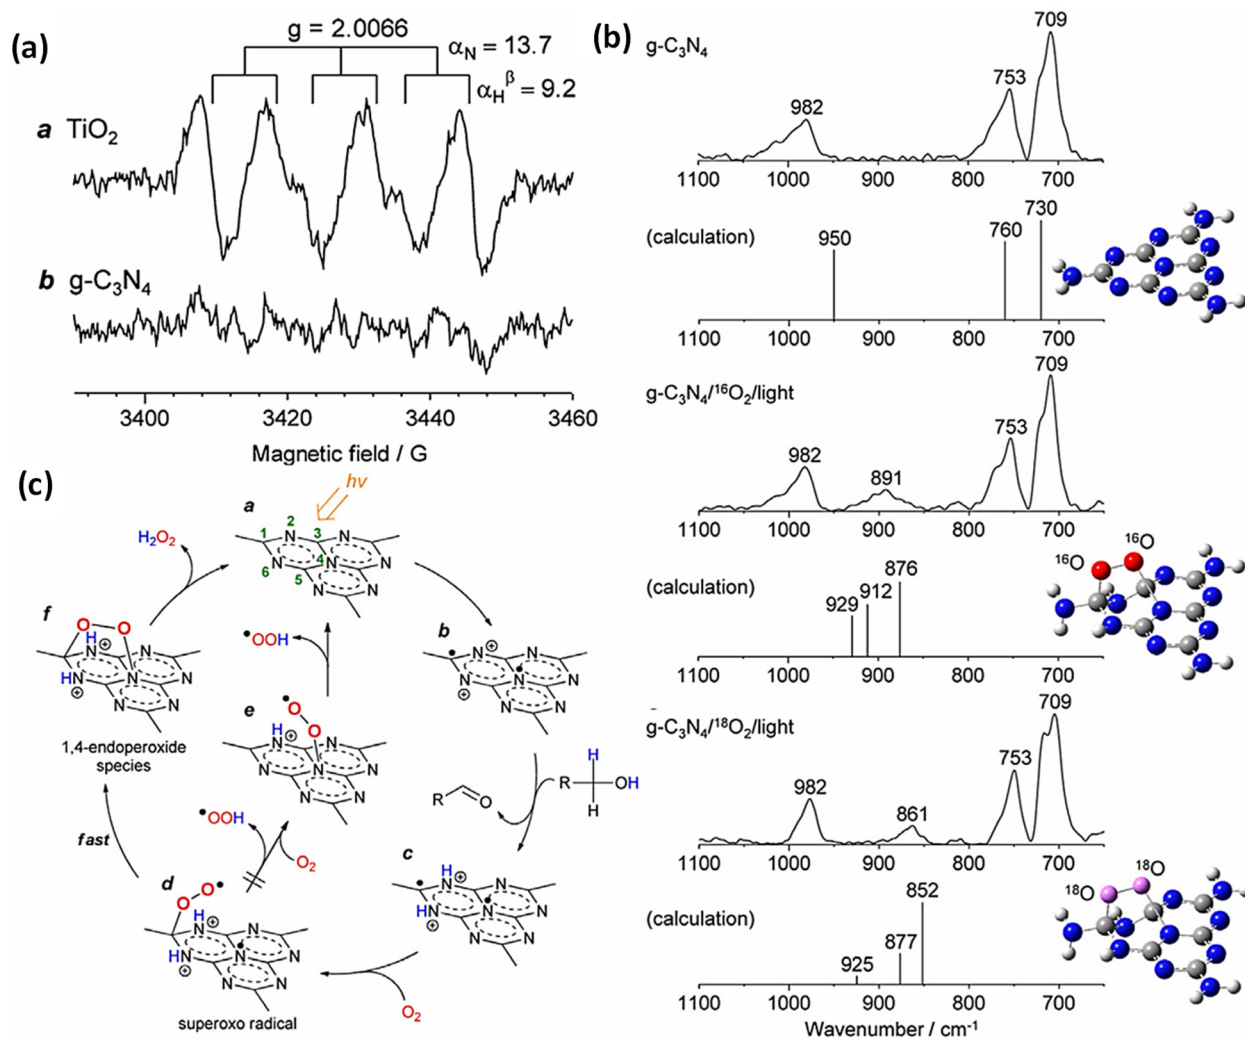 (a)
g = 2.0066
αN = 13.7
αHβ = 9.2
a TiO2
b g-C3N4
3400 3420 3440 3460
Magnetic field / G
(b)
g-C3N4
982 753 709
1100 1000 900 800 700
(calculation)
950 760 730
1100 1000 900 800 700
g-C3N4/16O2/light
982 891 753 709
1100 1000 900 800 700
(calculation)
929 912 876
16O 16O
1100 1000 900 800 700
g-C3N4/18O2/light
982 861 753 709
1100 1000 900 800 700
(calculation)
925 877 852
18O 18O
1100 1000 900 800 700
Wavenumber / cm-1
(c)
hν
a
1 2 3 4 5 6
N N N N N N
b
N N N N N N
⊕ ⊕
R H OH H
R O
c
H N ⊕ N N HN ⊕ N N N
O2
d
O O
H N ⊕ N HN ⊕ N N N
superoxo radical
•OOH
O2
e
O O
H N ⊕ N N N N N
•OOH
fast
f
O O
H N ⊕ N HN ⊕ N N N
1,4-endoperoxide
species
H2O2